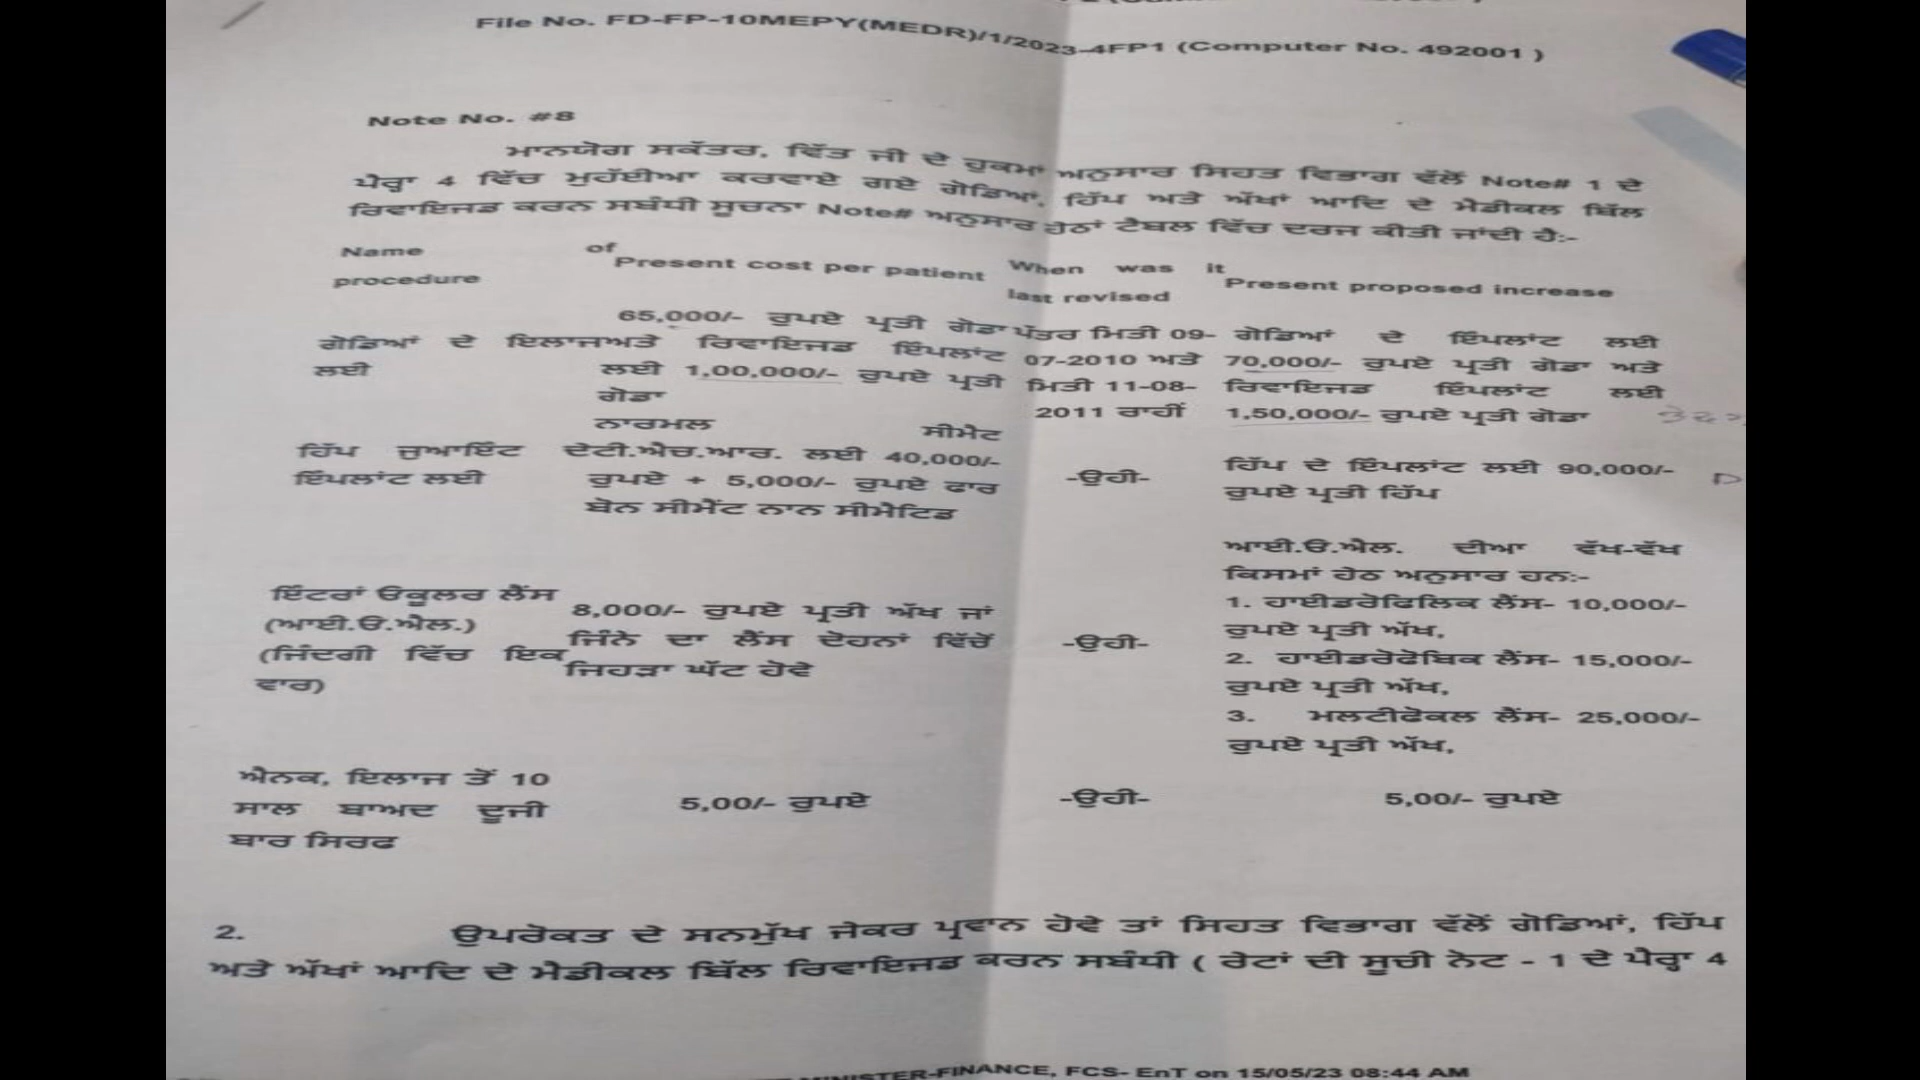 File No. FD-FP-10MEPY(MEDR)/1/2023-4FP1 (Computer No. 492001 )
Note No. #8
ਮਾਨਯੋਗ ਸਕੱਤਰ, ਵਿੱਤ ਜੀ ਦੇ ਹੁਕਮਾਂ ਅਨੁਸਾਰ ਸਿਹਤ ਵਿਭਾਗ ਵੱਲੋਂ Note# 1 ਦੇ
ਪੈਰ੍ਹਾ 4 ਵਿੱਚ ਮੁਹੱਈਆ ਕਰਵਾਏ ਗਏ ਗੋਡਿਆਂ, ਹਿੱਪ ਅਤੇ ਅੱਖਾਂ ਆਦਿ ਦੇ ਮੈਡੀਕਲ ਬਿੱਲ
ਰਿਵਾਇਜਡ ਕਰਨ ਸਬੰਧੀ ਸੂਚਨਾ Note# ਅਨੁਸਾਰ ਹੇਠਾਂ ਟੈਬਲ ਵਿੱਚ ਦਰਜ ਕੀਤੀ ਜਾਂਦੀ ਹੈ:-
Name of
procedure
Present cost per patient
When was it
last revised
Present proposed increase
ਗੋਡਿਆਂ ਦੇ ਇਲਾਜ
ਲਈ
65,000/- ਰੁਪਏ ਪ੍ਰਤੀ ਗੋਡਾ
ਅਤੇ ਰਿਵਾਇਜਡ ਇੰਪਲਾਂਟ
ਲਈ 1,00,000/- ਰੁਪਏ ਪ੍ਰਤੀ
ਗੋਡਾ
ਪੱਤਰ ਮਿਤੀ 09-
07-2010 ਅਤੇ
ਮਿਤੀ 11-08-
2011 ਰਾਹੀਂ
ਗੋਡਿਆਂ ਦੇ ਇੰਪਲਾਂਟ ਲਈ
70,000/- ਰੁਪਏ ਪ੍ਰਤੀ ਗੋਡਾ ਅਤੇ
ਰਿਵਾਇਜਡ ਇੰਪਲਾਂਟ ਲਈ
1,50,000/- ਰੁਪਏ ਪ੍ਰਤੀ ਗੋਡਾ
ਹਿੱਪ ਜੁਆਇੰਟ ਦੇ
ਇੰਪਲਾਂਟ ਲਈ
ਨਾਰਮਲ ਸੀਮੈਟ
ਟੀ.ਐਚ.ਆਰ. ਲਈ 40,000/-
ਰੁਪਏ + 5,000/- ਰੁਪਏ ਫਾਰ
ਬੋਨ ਸੀਮੈਂਟ ਨਾਨ ਸੀਮੈਟਿਡ
-ਉਹੀ-
ਹਿੱਪ ਦੇ ਇੰਪਲਾਂਟ ਲਈ 90,000/-
ਰੁਪਏ ਪ੍ਰਤੀ ਹਿੱਪ
ਇੰਟਰਾਂ ਓਕੂਲਰ ਲੈਂਸ
(ਆਈ.ਓ.ਐਲ.)
(ਜਿੰਦਗੀ ਵਿੱਚ ਇਕ
ਵਾਰ)
8,000/- ਰੁਪਏ ਪ੍ਰਤੀ ਅੱਖ ਜਾਂ
ਜਿੰਨੇ ਦਾ ਲੈਂਸ ਦੋਹਨਾਂ ਵਿੱਚੋਂ
ਜਿਹੜਾ ਘੱਟ ਹੋਵੇ
-ਉਹੀ-
ਆਈ.ਓ.ਐਲ. ਦੀਆ ਵੱਖ-ਵੱਖ
ਕਿਸਮਾਂ ਹੇਠ ਅਨੁਸਾਰ ਹਨ:-
1. ਹਾਈਡਰੋਫਿਲਿਕ ਲੈਂਸ- 10,000/-
ਰੁਪਏ ਪ੍ਰਤੀ ਅੱਖ,
2. ਹਾਈਡਰੋਫੋਬਿਕ ਲੈਂਸ- 15,000/-
ਰੁਪਏ ਪ੍ਰਤੀ ਅੱਖ,
3. ਮਲਟੀਫੋਕਲ ਲੈਂਸ- 25,000/-
ਰੁਪਏ ਪ੍ਰਤੀ ਅੱਖ,
ਐਨਕ, ਇਲਾਜ ਤੋਂ 10
ਸਾਲ ਬਾਅਦ ਦੂਜੀ
ਬਾਰ ਸਿਰਫ
5,00/- ਰੁਪਏ
-ਉਹੀ-
5,00/- ਰੁਪਏ
2. ਉਪਰੋਕਤ ਦੇ ਸਨਮੁੱਖ ਜੇਕਰ ਪ੍ਰਵਾਨ ਹੋਵੇ ਤਾਂ ਸਿਹਤ ਵਿਭਾਗ ਵੱਲੋਂ ਗੋਡਿਆਂ, ਹਿੱਪ
ਅਤੇ ਅੱਖਾਂ ਆਦਿ ਦੇ ਮੈਡੀਕਲ ਬਿੱਲ ਰਿਵਾਇਜਡ ਕਰਨ ਸਬੰਧੀ ( ਰੇਟਾਂ ਦੀ ਸੂਚੀ ਨੋਟ - 1 ਦੇ ਪੈਰ੍ਹਾ 4
MINISTER-FINANCE, FCS- EnT on 15/05/23 08:44 AM